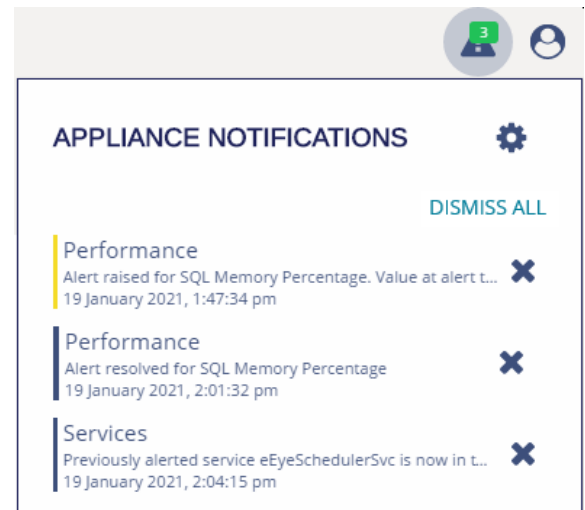 3
APPLIANCE NOTIFICATIONS
DISMISS ALL
Performance
Alert raised for SQL Memory Percentage. Value at alert t...
19 January 2021, 1:47:34 pm
Performance
Alert resolved for SQL Memory Percentage
19 January 2021, 2:01:32 pm
Services
Previously alerted service eEyeSchedulerSvc is now in t...
19 January 2021, 2:04:15 pm